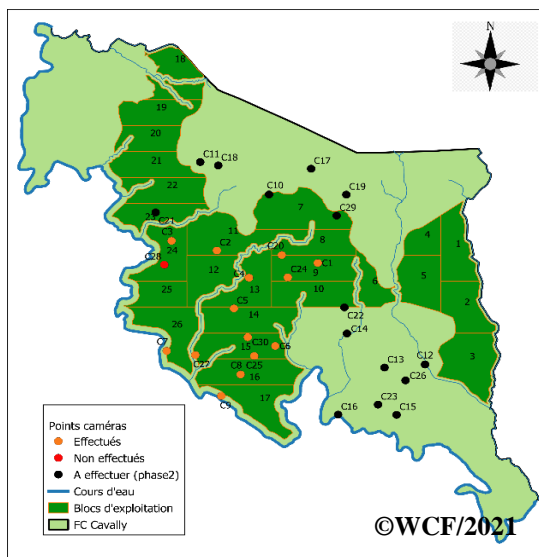 N
18
19
20
21
22
23
C21
C3
24
C28
25
26
C7
C27
C9
C11
C18
C17
C10
C19
C29
7
11
8
C2
C20
12
9
C1
C4
13
C24
10
C5
14
6
4
1
5
2
3
C22
C14
15
C30
C6
C8
C25
16
17
C13
C12
C26
C23
C16
C15
Points caméras
Effectués
Non effectués
A effectuer (phase2)
Cours d'eau
Blocs d'exploitation
FC Cavally
©WCF/2021